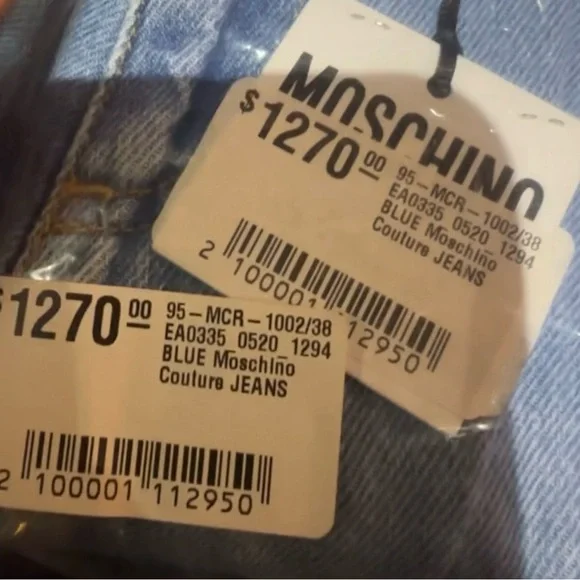 MOSCHINO
$1270 00
95-MCR-1002/38
EA0335 0520 1294
BLUE Moschino
Couture JEANS
2 100001 112950
$1270 00
95-MCR-1002/38
EA0335 0520 1294
BLUE Moschino
Couture JEANS
2 100001 112950